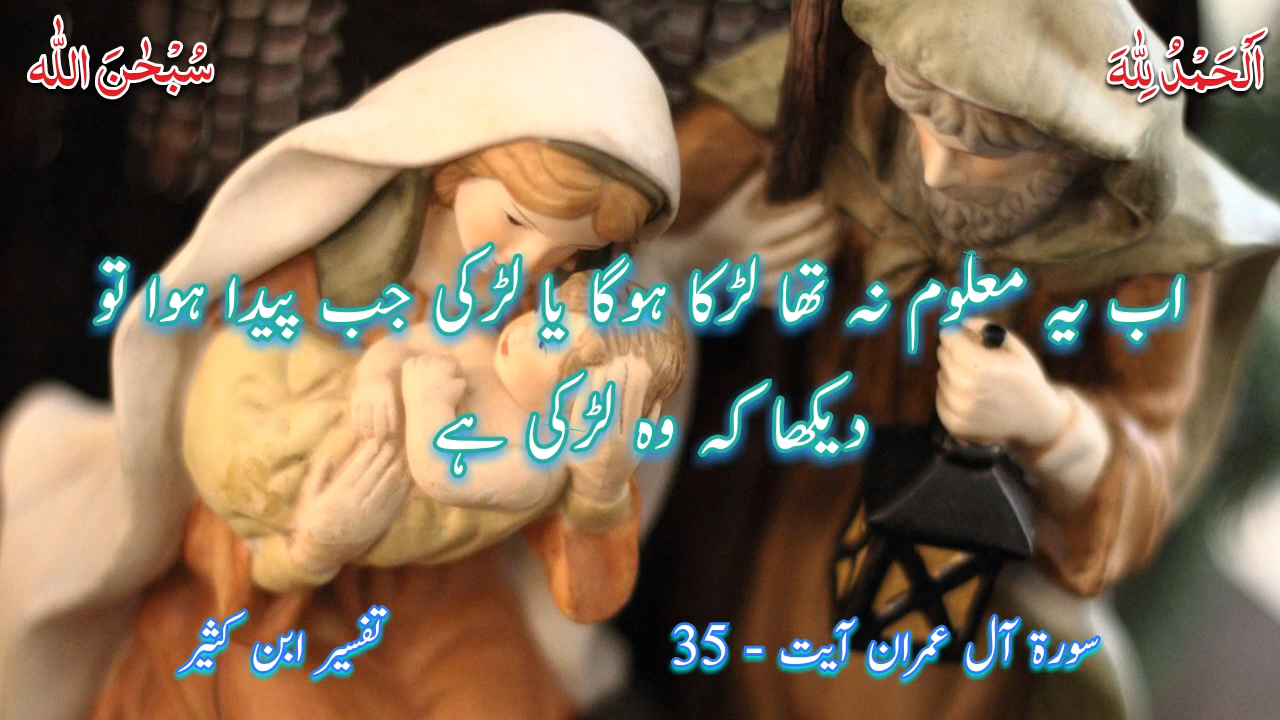 اَلْحَمْدُ لِلّٰهِ
سُبْحٰنَ اللّٰه
اب یہ معلوم نہ تھا لڑکا ہوگا یا لڑکی جب پیدا ہوا تو
دیکھا کہ وہ لڑکی ہے
سورۃ آل عمران آیت - 35
تفسیر ابن کثیر